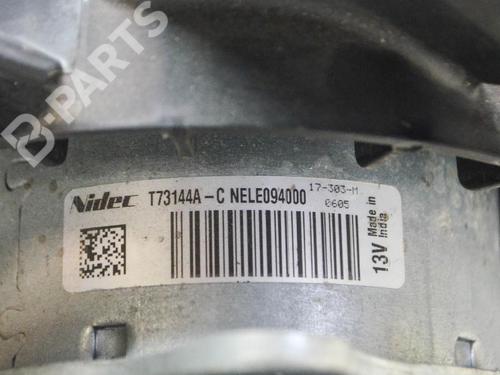 B-PARTS
Nidec T73144A-C NELE094000 17-303-M
0605
13V Made in
India